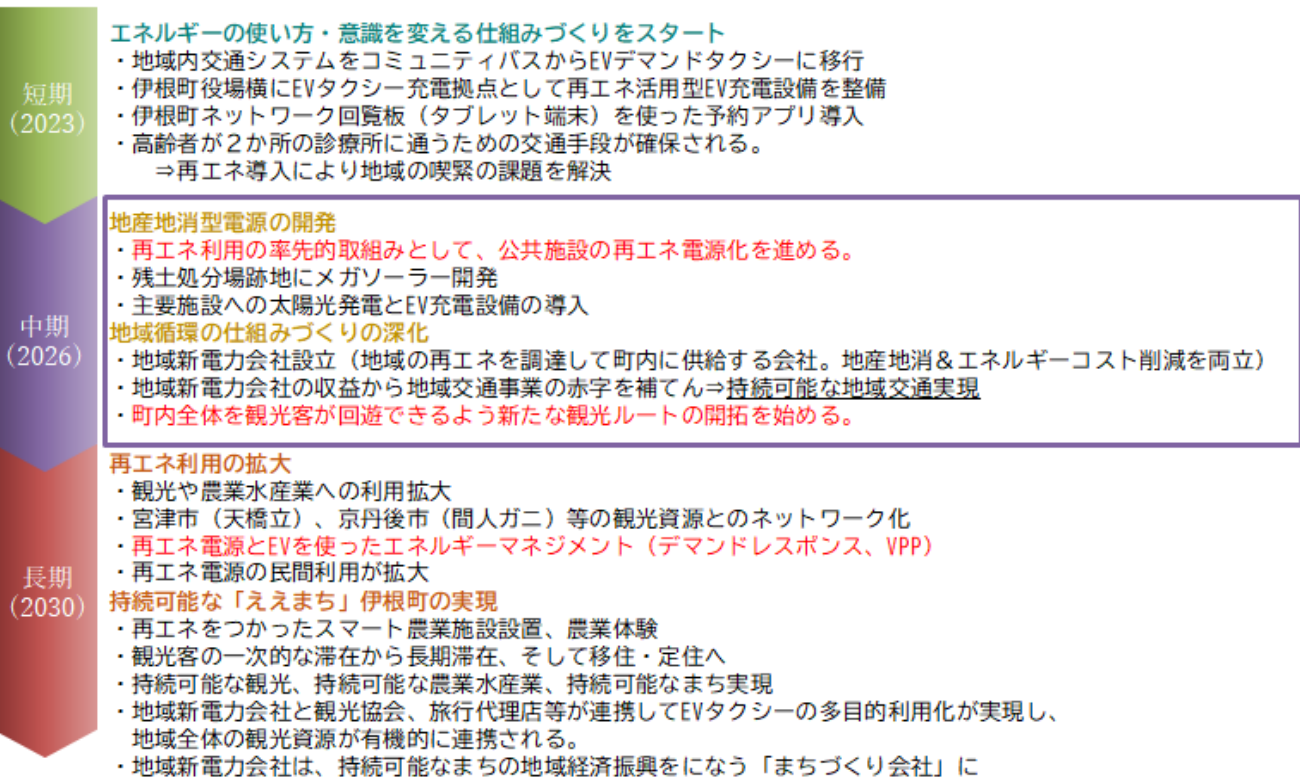 短期
(2023)
エネルギーの使い方・意識を変える仕組みづくりをスタート
・地域内交通システムをコミュニティバスからEVデマンドタクシーに移行
・伊根町役場横にEVタクシー充電拠点として再エネ活用型EV充電設備を整備
・伊根町ネットワーク回覧板（タブレット端末）を使った予約アプリ導入
・高齢者が２か所の診療所に通うための交通手段が確保される。
⇒再エネ導入により地域の喫緊の課題を解決
中期
(2026)
地産地消型電源の開発
・再エネ利用の率先的取組みとして、公共施設の再エネ電源化を進める。
・残土処分場跡地にメガソーラー開発
・主要施設への太陽光発電とEV充電設備の導入
地域循環の仕組みづくりの深化
・地域新電力会社設立（地域の再エネを調達して町内に供給する会社。地産地消＆エネルギーコスト削減を両立）
・地域新電力会社の収益から地域交通事業の赤字を補てん⇒持続可能な地域交通実現
・町内全体を観光客が回遊できるよう新たな観光ルートの開拓を始める。
長期
(2030)
再エネ利用の拡大
・観光や農業水産業への利用拡大
・宮津市（天橋立）、京丹後市（間人ガニ）等の観光資源とのネットワーク化
・再エネ電源とEVを使ったエネルギーマネジメント（デマンドレスポンス、VPP）
・再エネ電源の民間利用が拡大
持続可能な「ええまち」伊根町の実現
・再エネをつかったスマート農業施設設置、農業体験
・観光客の一次的な滞在から長期滞在、そして移住・定住へ
・持続可能な観光、持続可能な農業水産業、持続可能なまち実現
・地域新電力会社と観光協会、旅行代理店等が連携してEVタクシーの多目的利用化が実現し、
地域全体の観光資源が有機的に連携される。
・地域新電力会社は、持続可能なまちの地域経済振興をになう「まちづくり会社」に